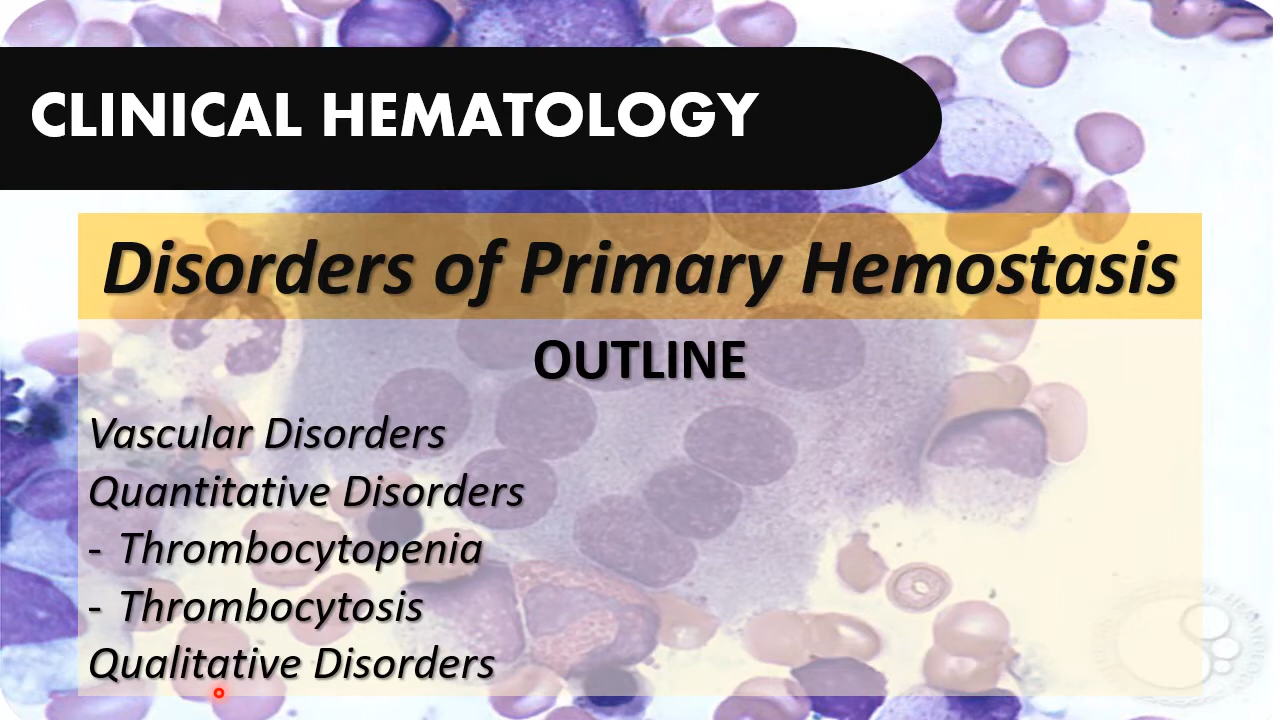 CLINICAL HEMATOLOGY
Disorders of Primary Hemostasis
OUTLINE
Vascular Disorders
Quantitative Disorders
- Thrombocytopenia
- Thrombocytosis
Qualitative Disorders